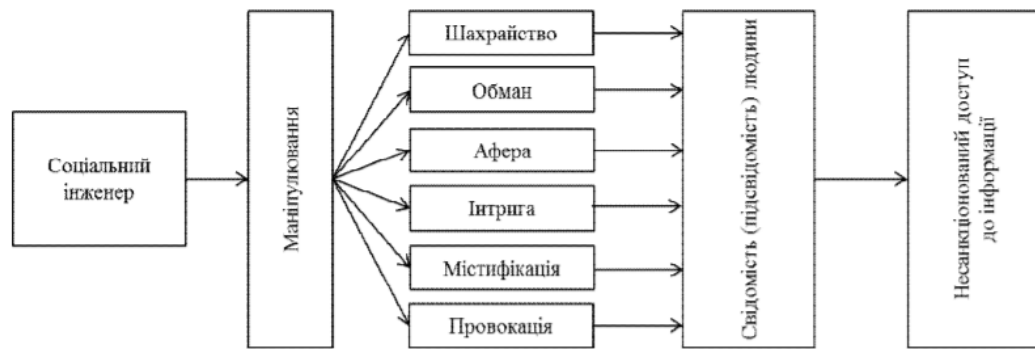 Соціальний
інженер
Маніпулювання
Шахрайство
Обман
Афера
Інтрига
Містифікація
Провокація
Свідомість (підсвідомість) людини
Несанкціонований доступ
до інформації